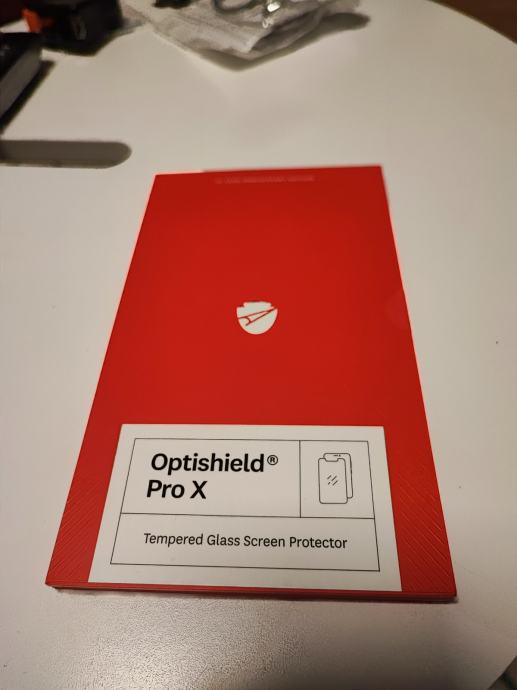 Optishield®
Pro X
Tempered Glass Screen Protector